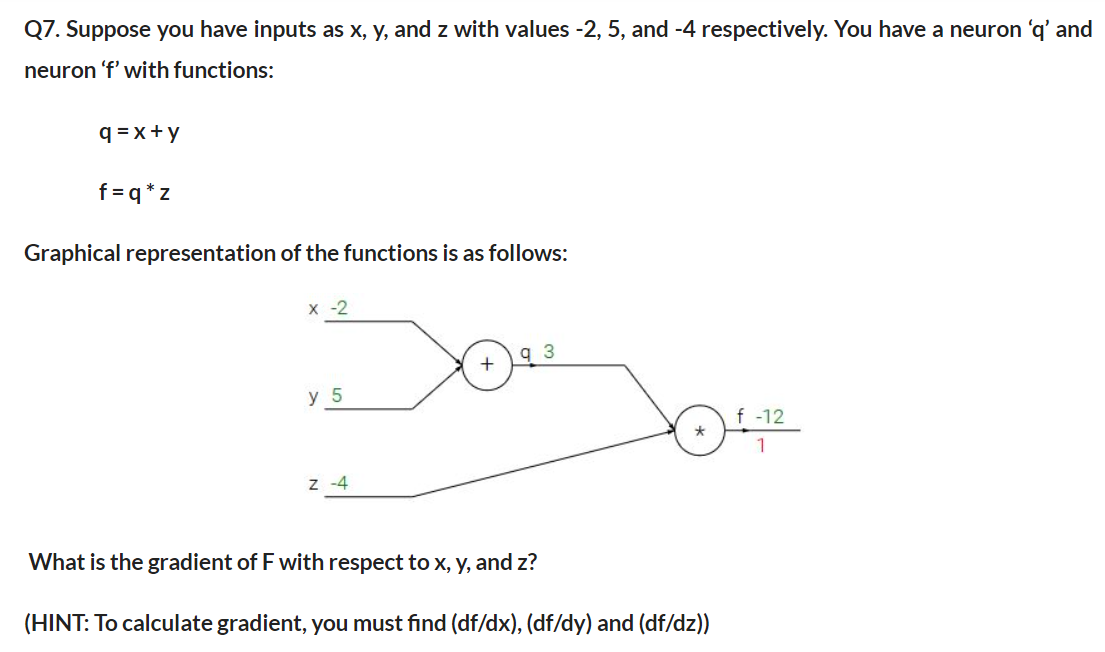 Q7. Suppose you have inputs as x, y, and z with values -2, 5, and -4 respectively. You have a neuron ‘q’ and
neuron ‘f’ with functions:
q = x + y
f = q * z
Graphical representation of the functions is as follows:
x -2
+
q 3
y 5
*
f -12
1
z -4
What is the gradient of F with respect to x, y, and z?
(HINT: To calculate gradient, you must find (df/dx), (df/dy) and (df/dz))